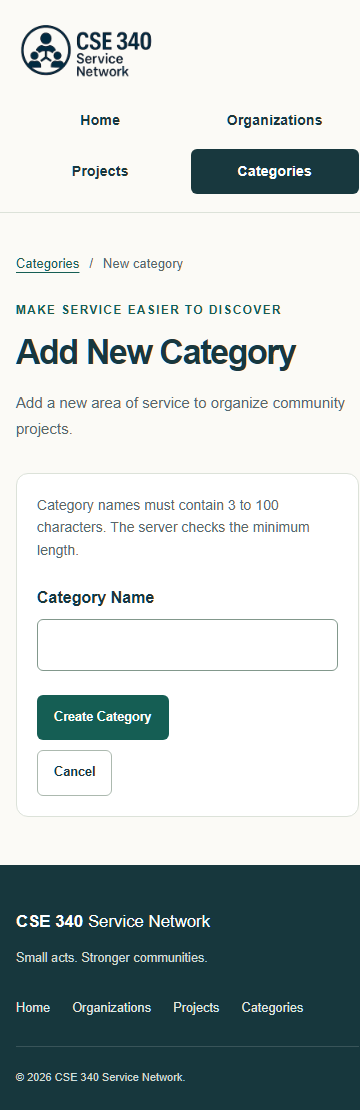 CSE 340
Service
Network
Home
Organizations
Projects
Categories
Categories / New category
MAKE SERVICE EASIER TO DISCOVER
Add New Category
Add a new area of service to organize community
projects.
Category names must contain 3 to 100
characters. The server checks the minimum
length.
Category Name
Create Category
Cancel
CSE 340 Service Network
Small acts. Stronger communities.
Home Organizations Projects Categories
© 2026 CSE 340 Service Network.